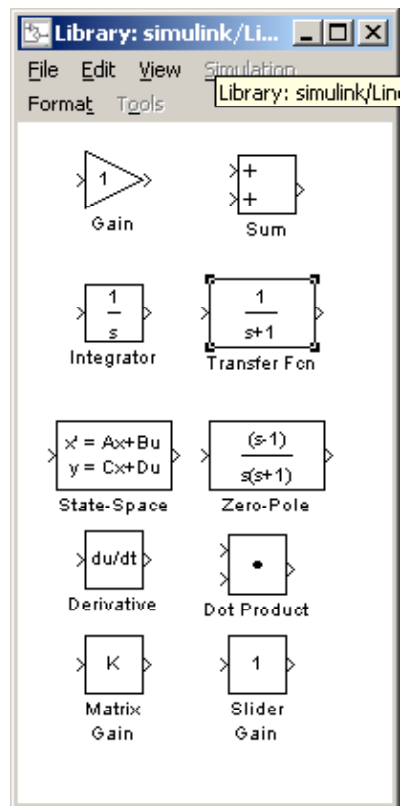 Library: simulink/Li...
File Edit View Simulation
Format Tools
Library: simulink/Lin
1
Gain
+
+
Sum
1
s
Integrator
1
s+1
Transfer Fcn
x' = Ax+Bu
y = Cx+Du
State-Space
(s-1)
s(s+1)
Zero-Pole
du/dt
Derivative
Dot Product
K
Matrix
Gain
1
Slider
Gain